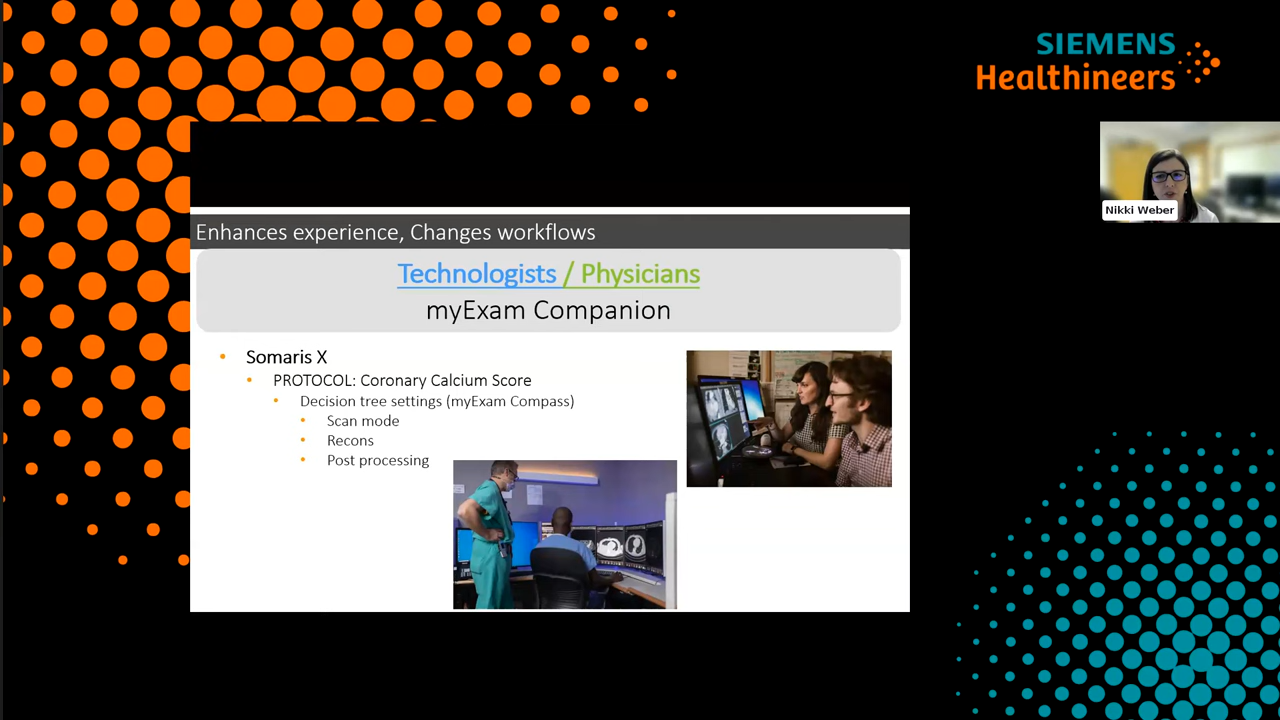 SIEMENS
Healthineers
Nikki Weber
Enhances experience, Changes workflows
Technologists / Physicians
myExam Companion
• Somaris X
• PROTOCOL: Coronary Calcium Score
• Decision tree settings (myExam Compass)
• Scan mode
• Recons
• Post processing